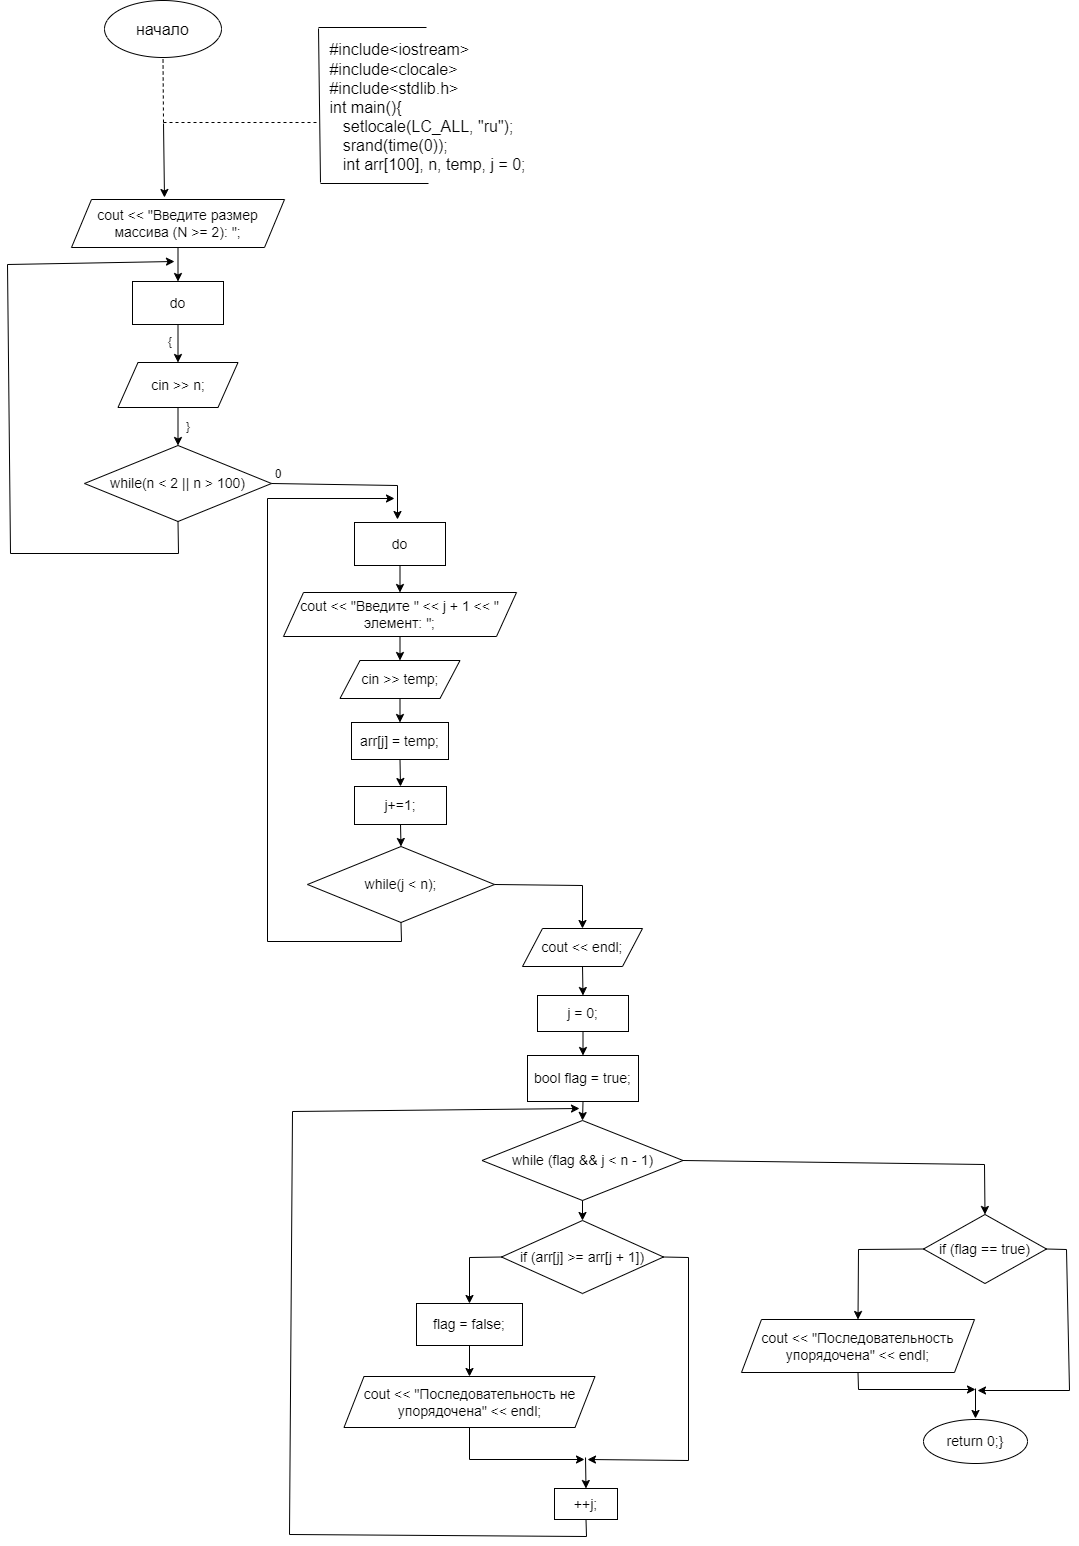 начало
#include<iostream>
#include<clocale>
#include<stdlib.h>
int main(){
setlocale(LC_ALL, "ru");
srand(time(0));
int arr[100], n, temp, j = 0;
cout << "Введите размер
массива (N >= 2): ";
do
{
cin >> n;
}
while(n < 2 || n > 100)
0
do
cout << "Введите " << j + 1 << "
элемент: ";
cin >> temp;
arr[j] = temp;
j+=1;
while(j < n);
cout << endl;
j = 0;
bool flag = true;
while (flag && j < n - 1)
if (arr[j] >= arr[j + 1])
flag = false;
cout << "Последовательность не
упорядочена" << endl;
++j;
if (flag == true)
cout << "Последовательность
упорядочена" << endl;
return 0;}